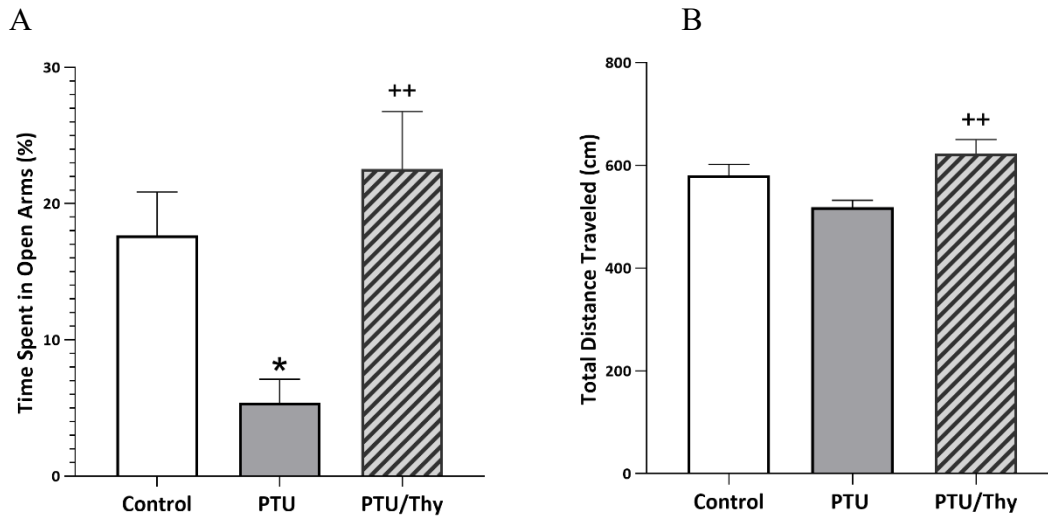 A
Time Spent in Open Arms (%)
30
20
10
0
*
++
Control PTU PTU/Thy
B
Total Distance Traveled (cm)
800
600
400
200
0
++
Control PTU PTU/Thy